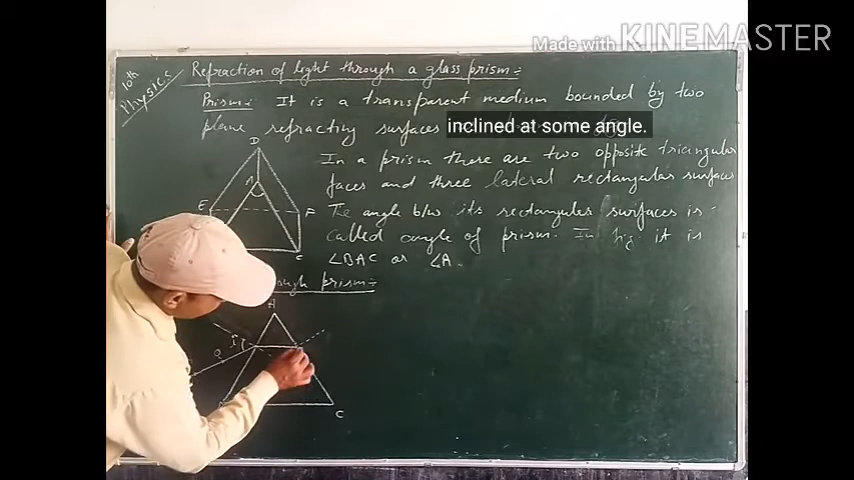 Made with KINEMASTER
10th
Physics
Refraction of light through a glass prism :-
Prism :- It is a transparent medium bounded by two
plane refracting surfaces inclined at some angle.
In a prism there are two opposite triangular
faces and three lateral rectangular surfaces
The angle b/w its rectangular surfaces is
called angle of prism. In fig. it is
∠BAC or ∠A.
through prism :-
D
A
E F
C
A
i
Q
C